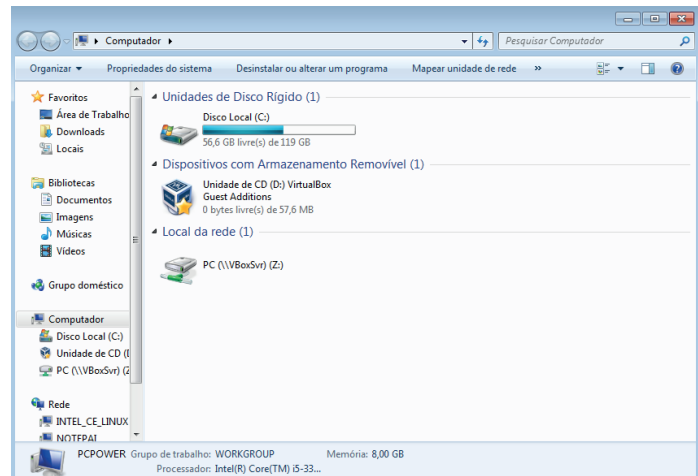 Computador
Pesquisar Computador
Organizar
Propriedades do sistema
Desinstalar ou alterar um programa
Mapear unidade de rede
»
Favoritos
Área de Trabalho
Downloads
Locais
Bibliotecas
Documentos
Imagens
Músicas
Vídeos
Grupo doméstico
Computador
Disco Local (C:)
Unidade de CD (D
PC (\\VBoxSvr) (Z
Rede
INTEL_CE_LINUX
NOTEPAI
Unidades de Disco Rígido (1)
Disco Local (C:)
56,6 GB livre(s) de 119 GB
Dispositivos com Armazenamento Removível (1)
Unidade de CD (D:) VirtualBox
Guest Additions
0 bytes livre(s) de 57,6 MB
Local da rede (1)
PC (\\VBoxSvr) (Z:)
PCPOWER Grupo de trabalho: WORKGROUP Memória: 8,00 GB
Processador: Intel(R) Core(TM) i5-33...